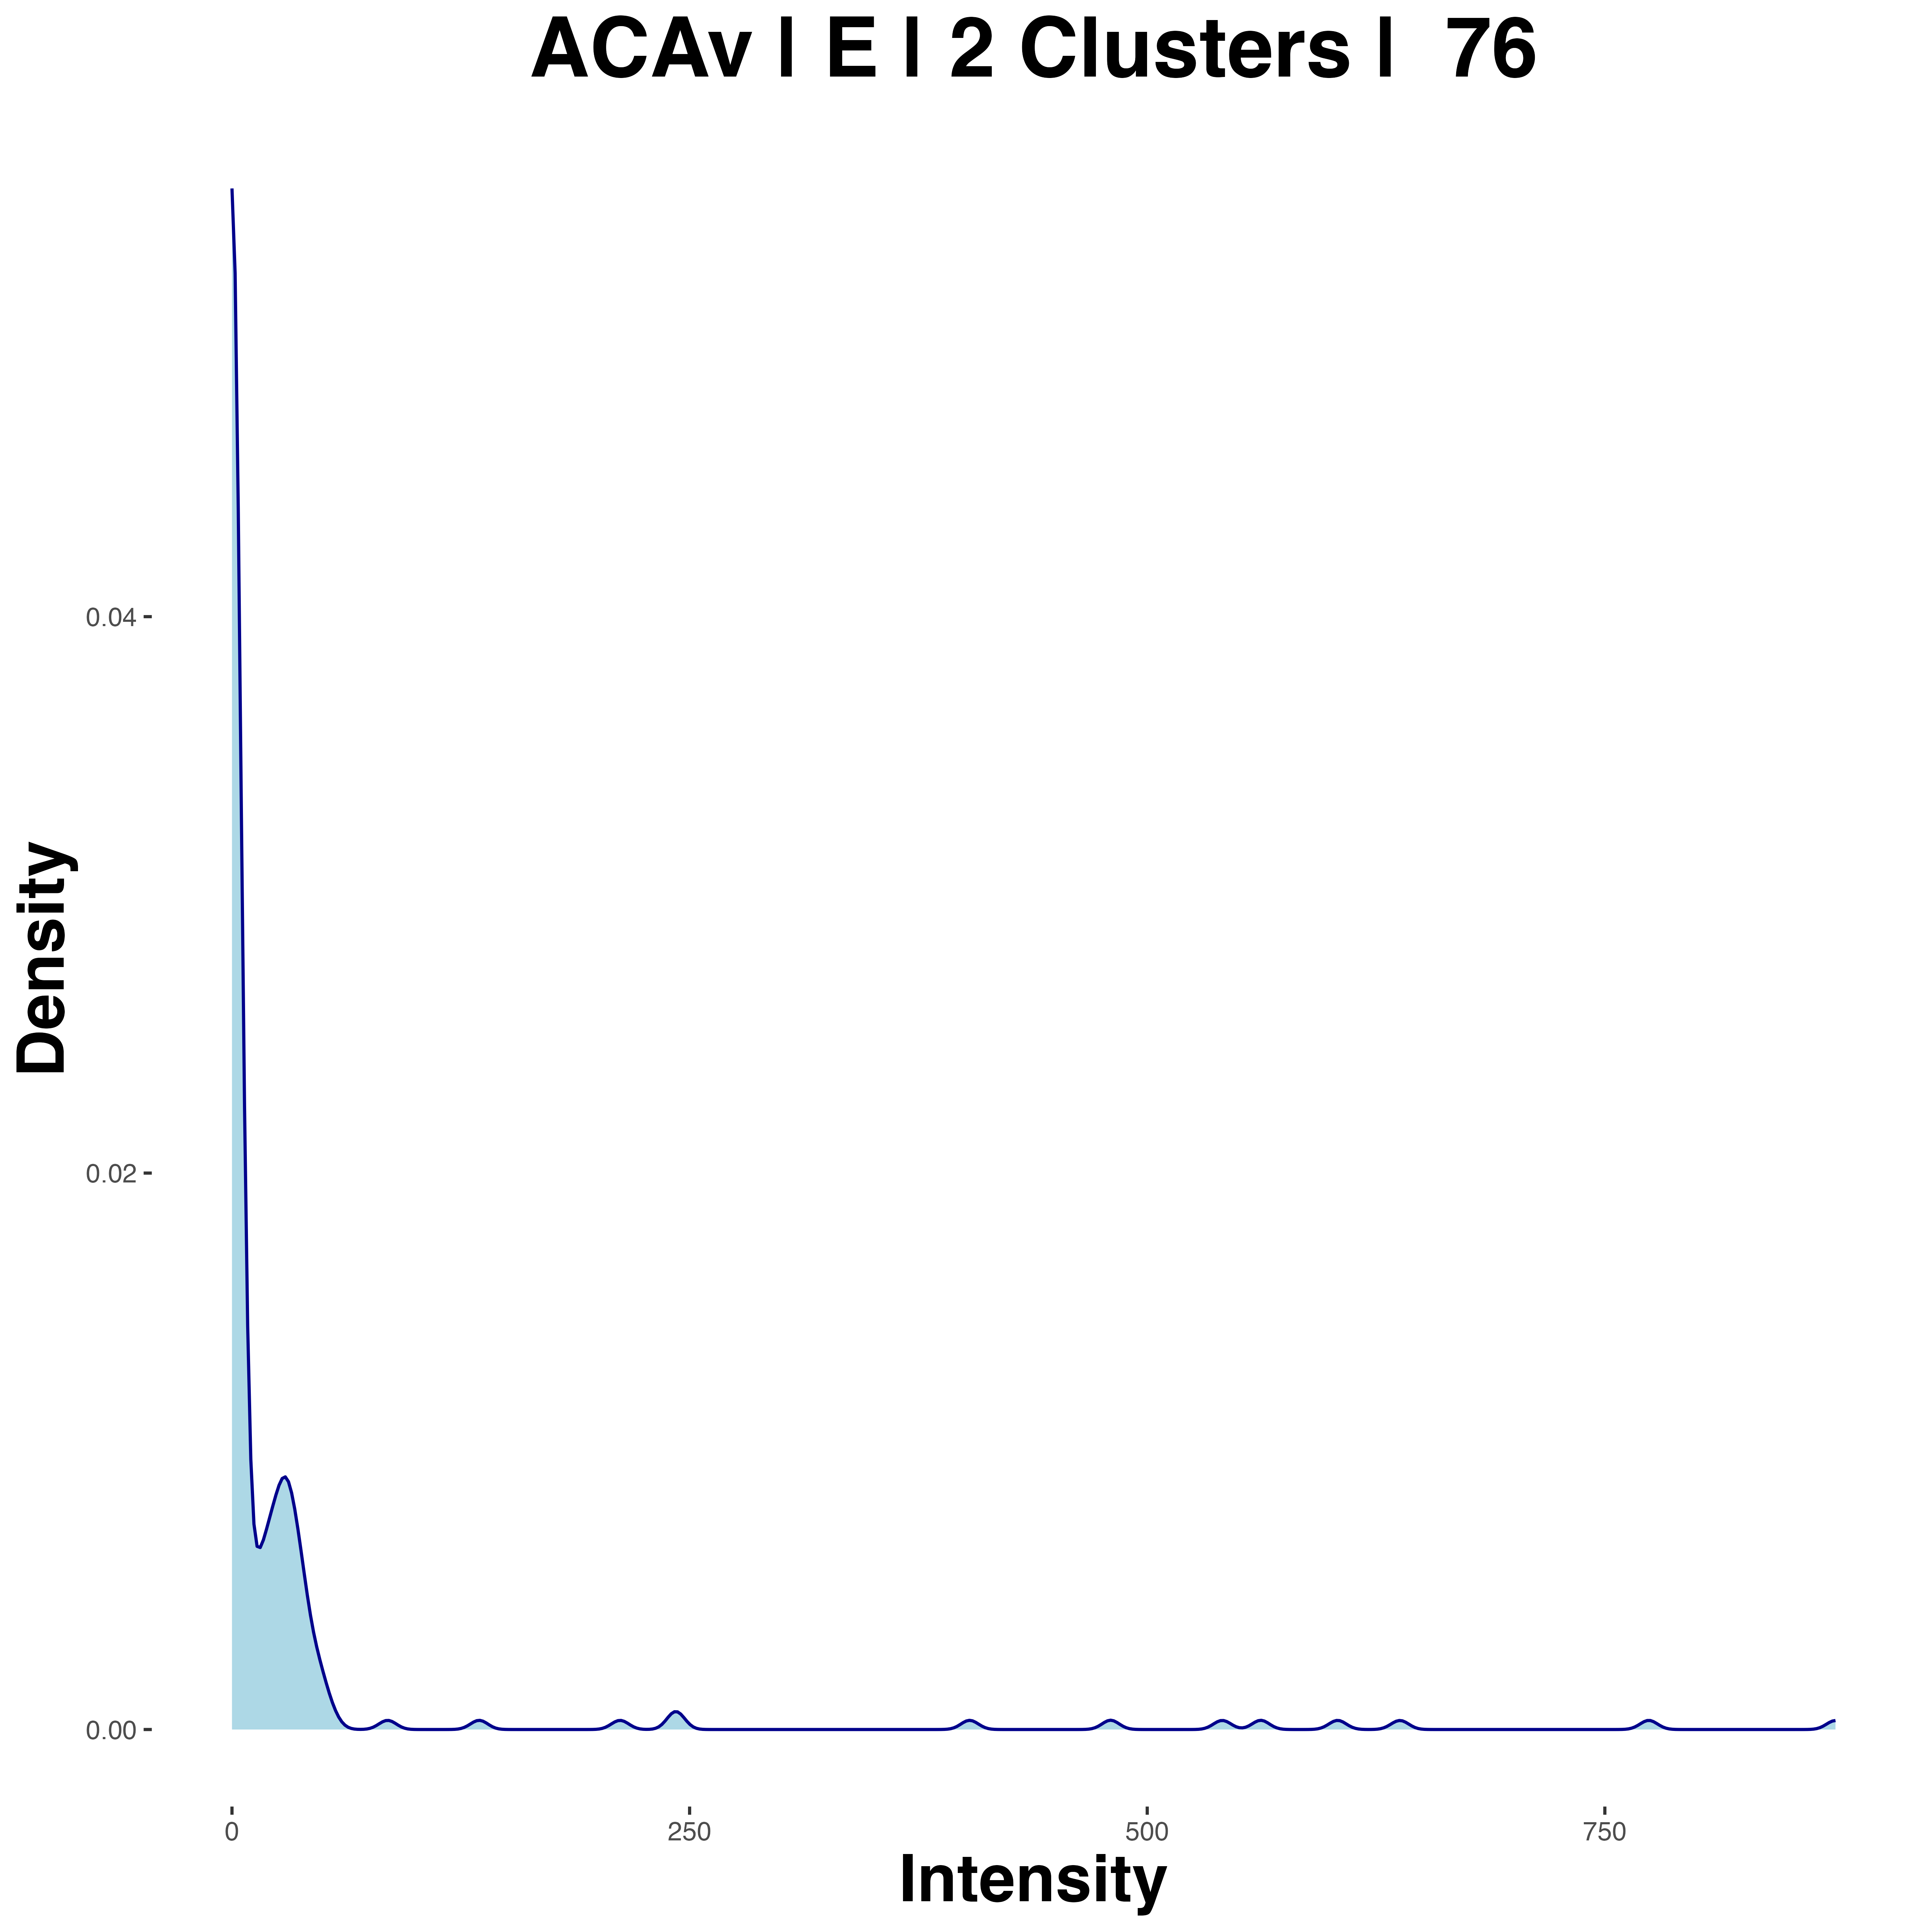 ACAv | E | 2 Clusters |  76
Density
0.04
0.02
0.00
0 250 500 750
Intensity